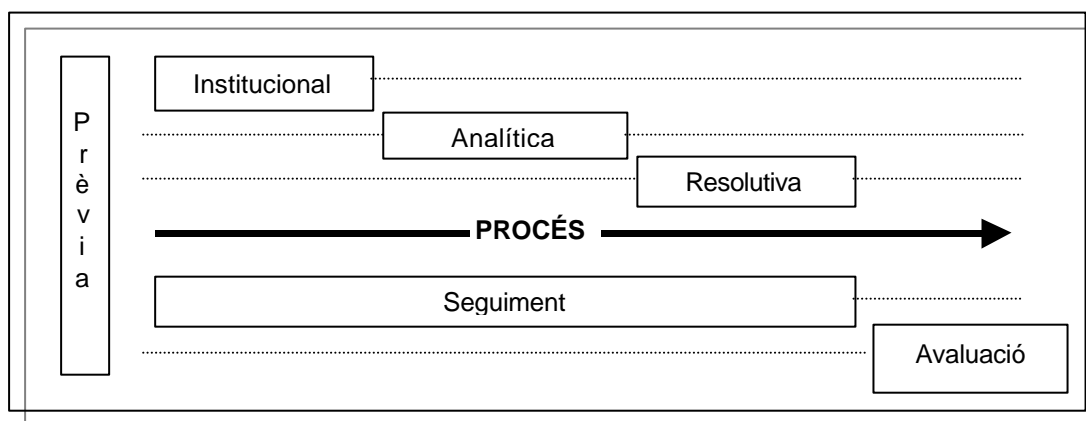 Prèvia
Institucional
Analítica
Resolutiva
PROCÉS
Seguiment
Avaluació